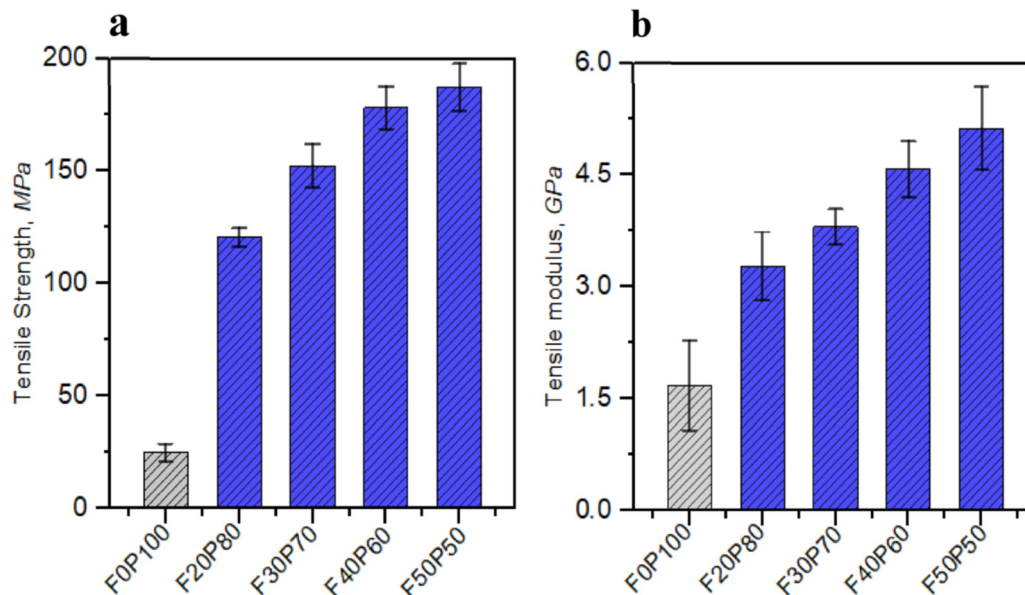 a
200
150
100
50
0
Tensile Strength, MPa
F0P100
F20P80
F30P70
F40P60
F50P50
b
6.0
4.5
3.0
1.5
0.0
Tensile modulus, GPa
F0P100
F20P80
F30P70
F40P60
F50P50